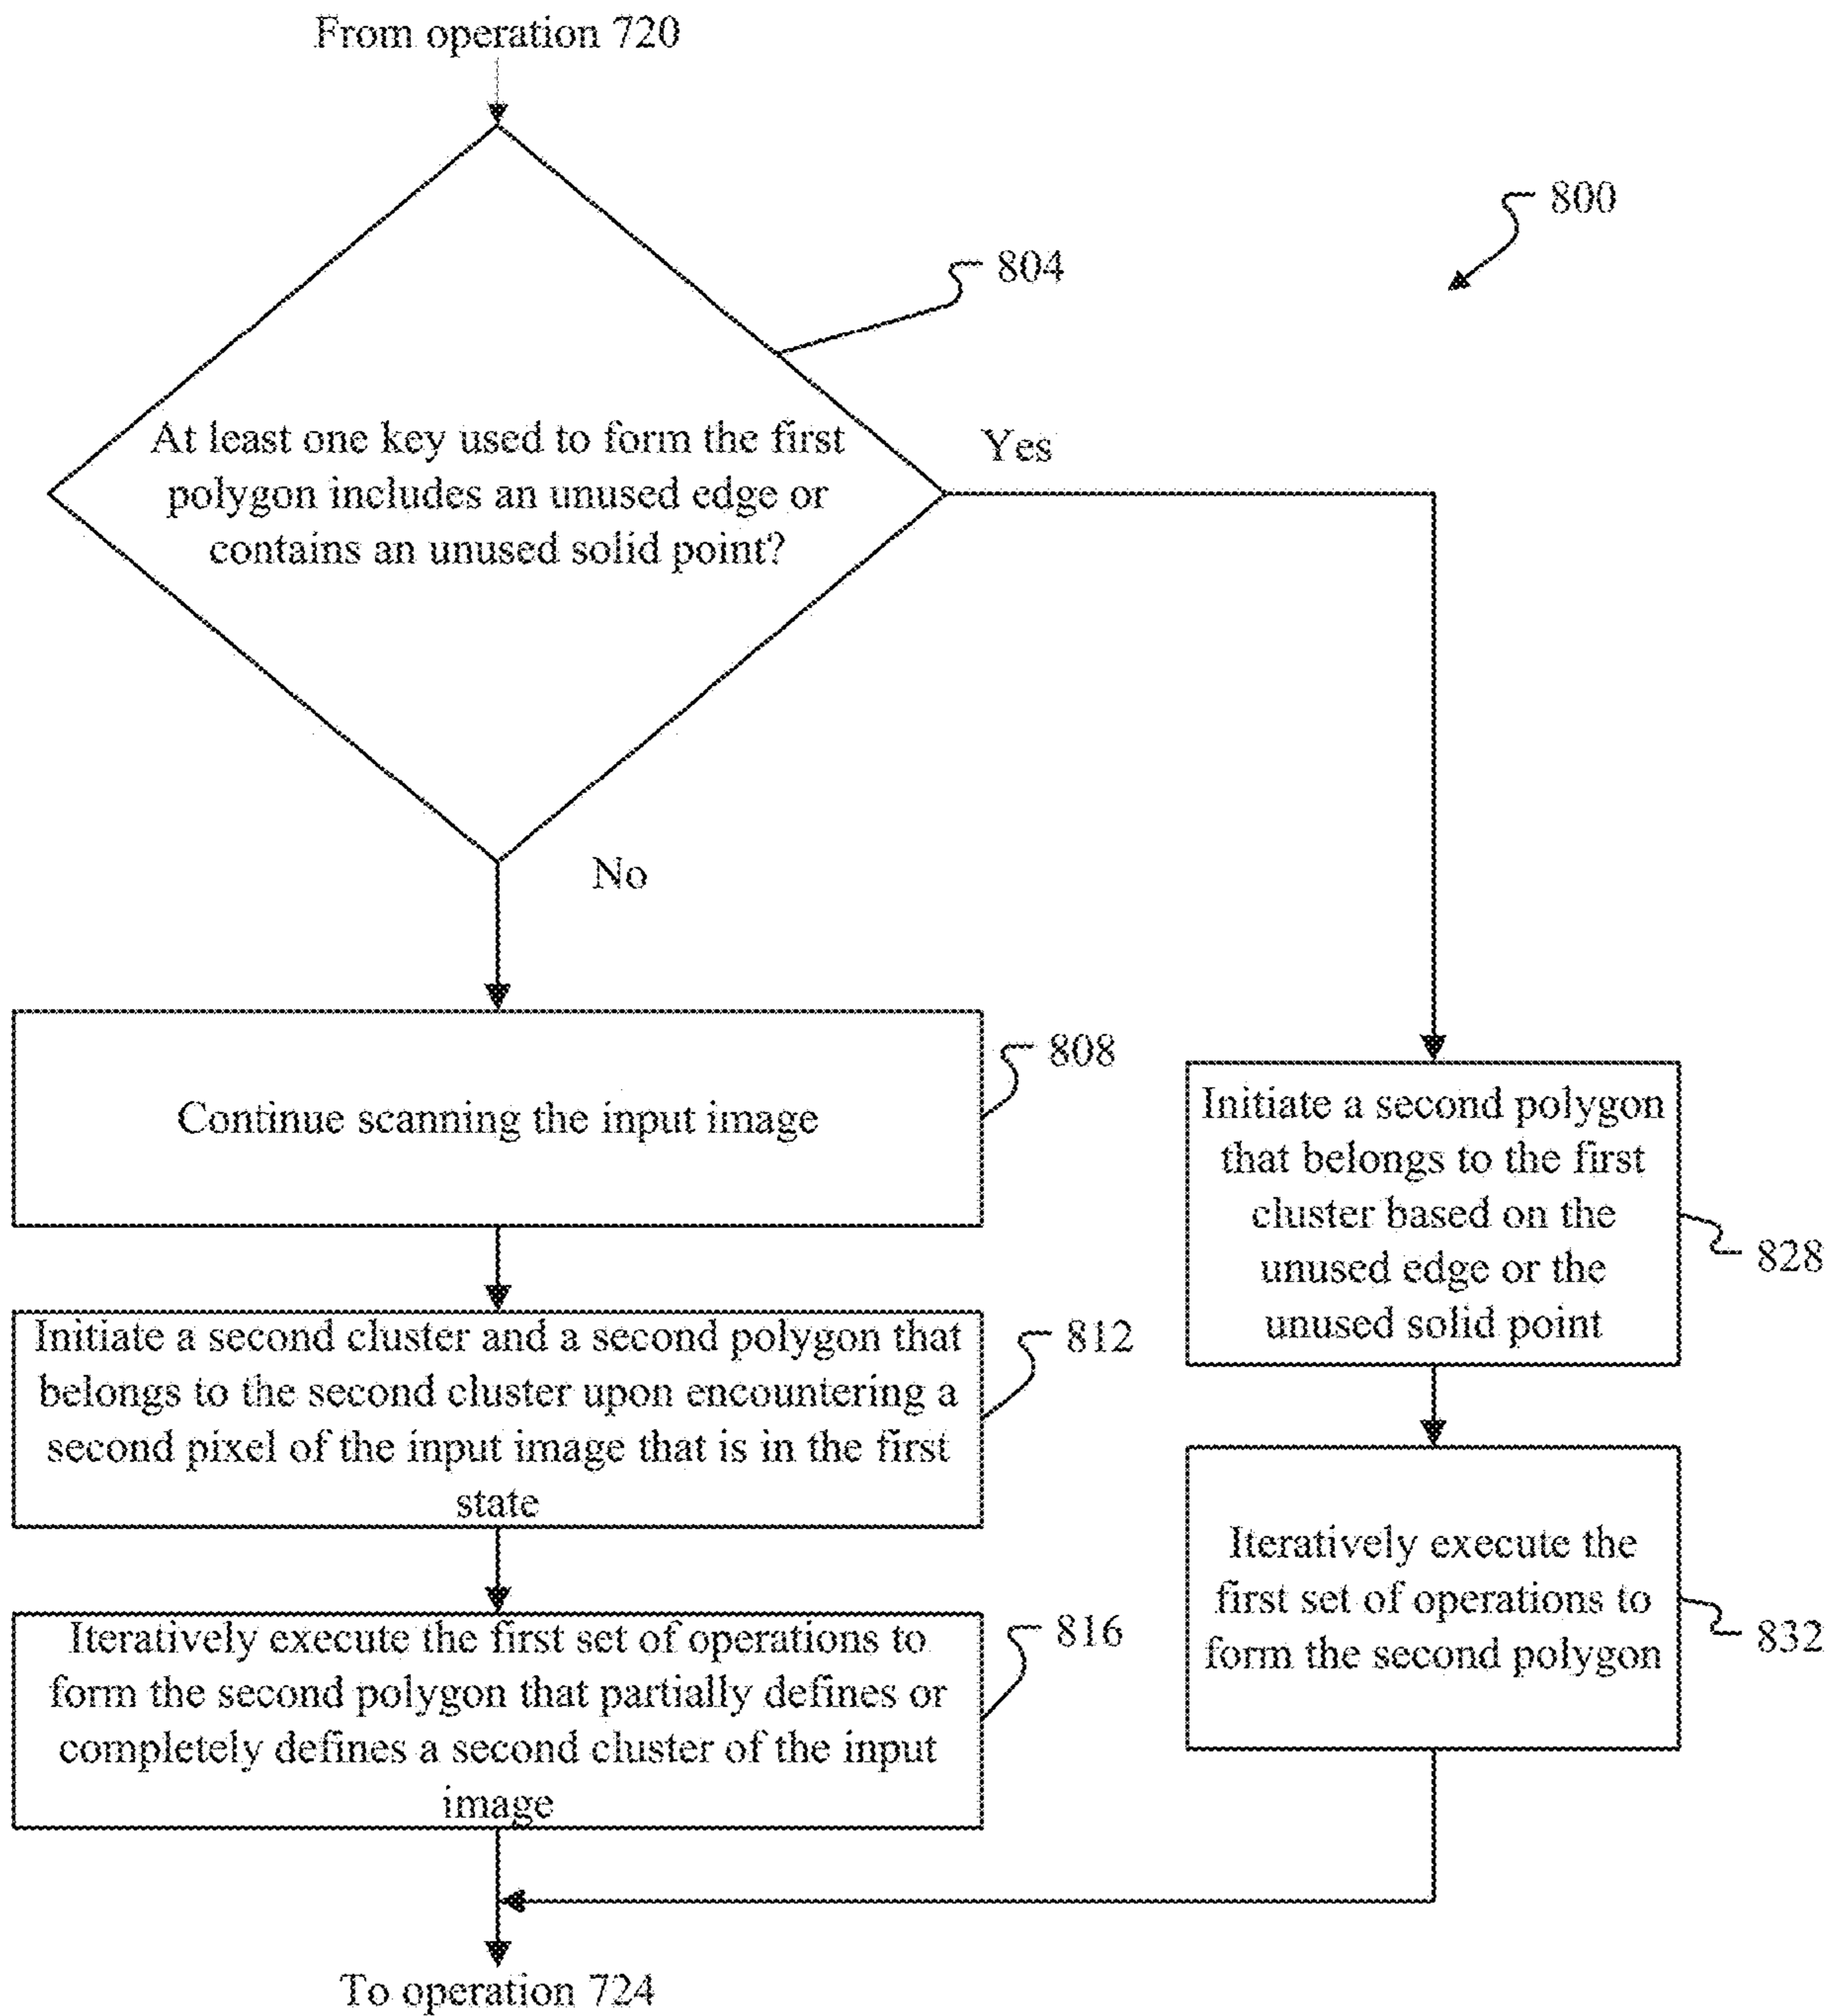 From operation 720
800
804
At least one key used to form the first
polygon includes an unused edge or
contains an unused solid point?
Yes
No
Continue scanning the input image
808
Initiate a second polygon
that belongs to the first
cluster based on the
unused edge or the
unused solid point
828
Initiate a second cluster and a second polygon that
belongs to the second cluster upon encountering a
second pixel of the input image that is in the first
state
812
Iteratively execute the
first set of operations to
form the second polygon
832
Iteratively execute the first set of operations to
form the second polygon that partially defines or
completely defines a second cluster of the input
image
816
To operation 724